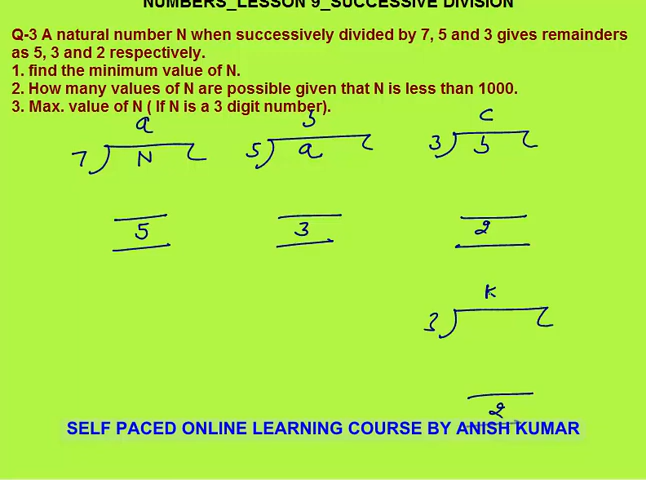 NUMBERS_LESSON 9_SUCCESSIVE DIVISION
Q-3 A natural number N when successively divided by 7, 5 and 3 gives remainders
as 5, 3 and 2 respectively.
1. find the minimum value of N.
2. How many values of N are possible given that N is less than 1000.
3. Max. value of N ( If N is a 3 digit number).
a b c
7 N 5 a 3 b
5 3 2
K
3
2
SELF PACED ONLINE LEARNING COURSE BY ANISH KUMAR